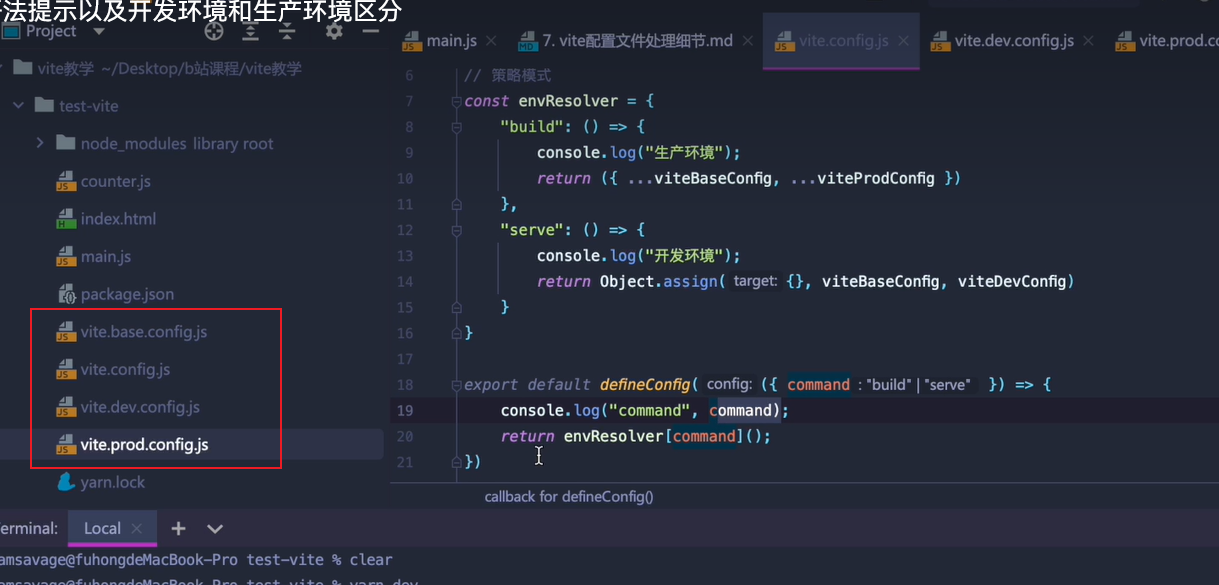 法提示以及开发环境和生产环境区分
Project
main.js
7. vite配置文件处理细节.md
vite.config.js
vite.dev.config.js
vite.prod.co
vite教学 ~/Desktop/b站课程/vite教学
test-vite
node_modules library root
counter.js
index.html
main.js
package.json
vite.base.config.js
vite.config.js
vite.dev.config.js
vite.prod.config.js
yarn.lock
6 // 策略模式
7 const envResolver = {
8 "build": () => {
9 console.log("生产环境");
10 return ({ ...viteBaseConfig, ...viteProdConfig })
11 },
12 "serve": () => {
13 console.log("开发环境");
14 return Object.assign( target: {}, viteBaseConfig, viteDevConfig)
15 }
16 }
17
18 export default defineConfig( config: ({ command : "build" | "serve" }) => {
19 console.log("command", command);
20 return envResolver[command]();
21 })
callback for defineConfig()
erminal: Local
amsavage@fuhongdeMacBook-Pro test-vite % clear
amsavage@fuhongdeMacBook-Pro test-vite % yarn dev